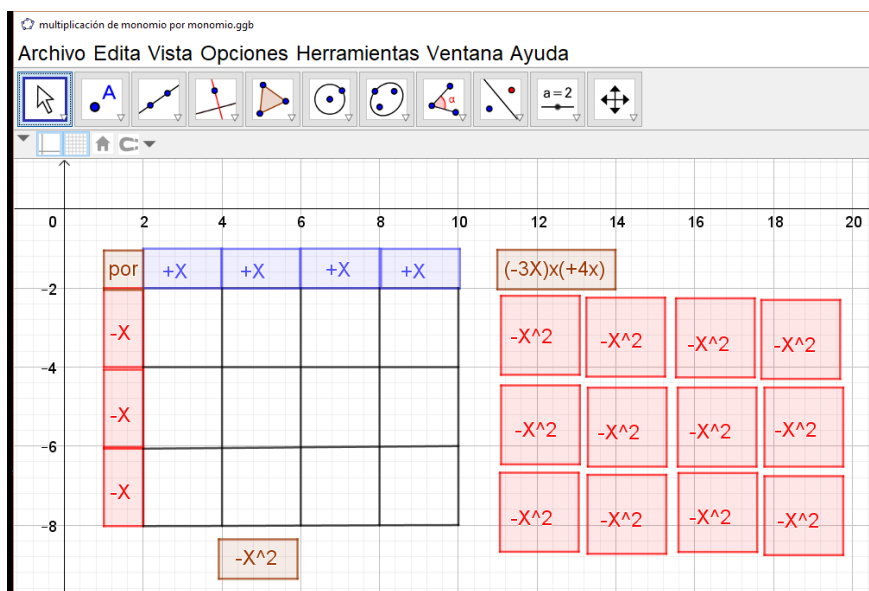 multiplicación de monomio por monomio.ggb
Archivo Edita Vista Opciones Herramientas Ventana Ayuda
A α a = 2
0 2 4 6 8 10 12 14 16 18 20
por +X +X +X +X (-3X)x(+4x)
-2
-X -X^2 -X^2 -X^2 -X^2
-4
-X -X^2 -X^2 -X^2 -X^2
-6
-X -X^2 -X^2 -X^2 -X^2
-8
-X^2